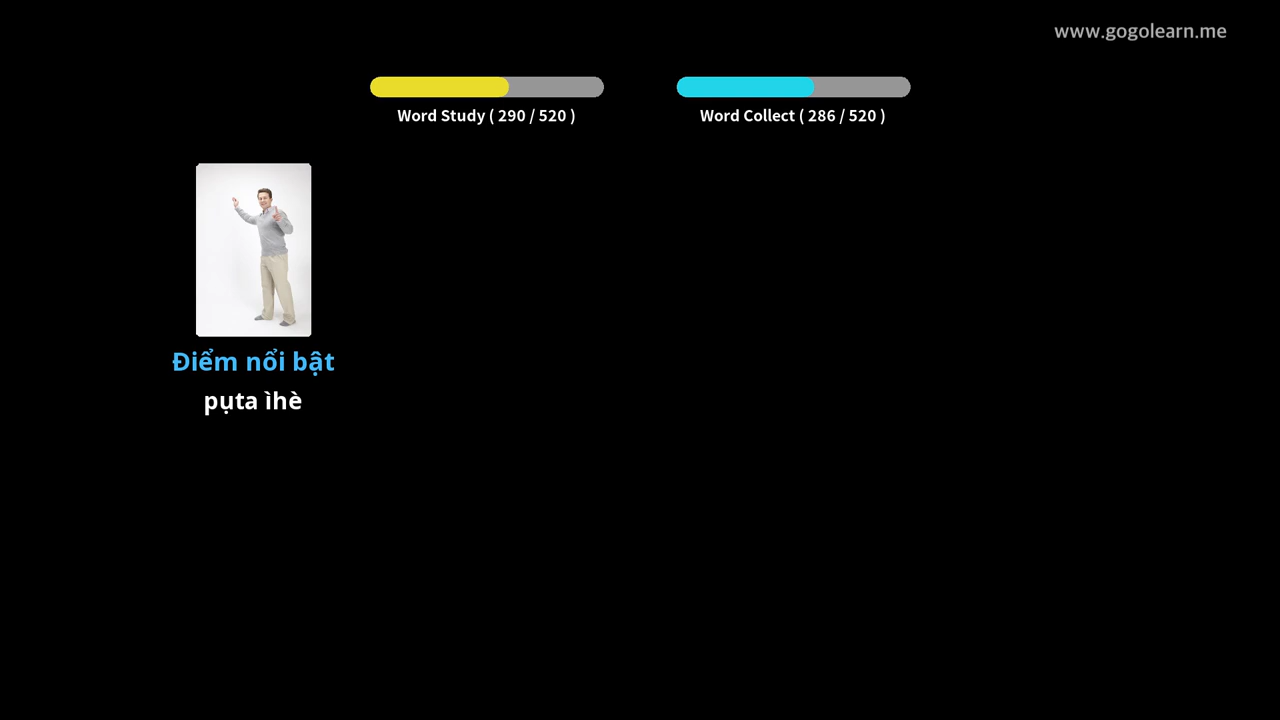 www.gogolearn.me
Word Study ( 290 / 520 )
Word Collect ( 286 / 520 )
Điểm nổi bật
pụta ìhè